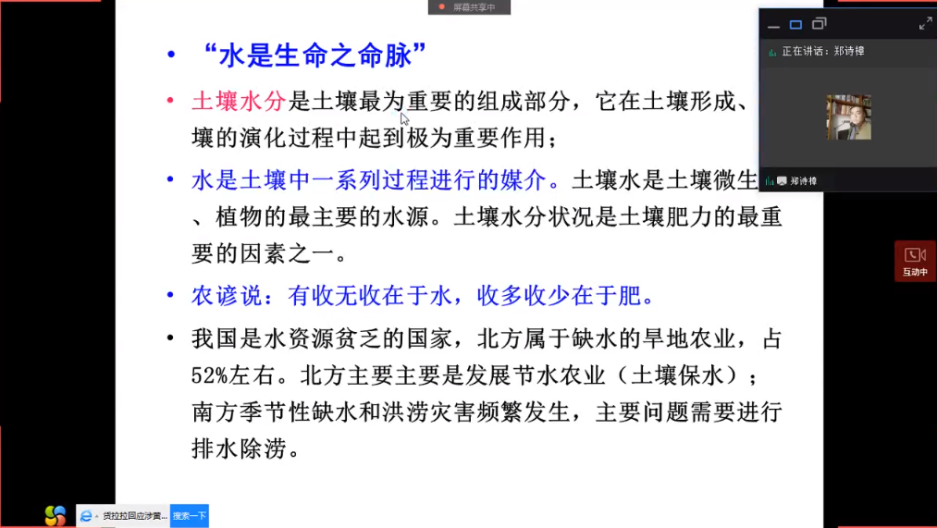 屏幕共享中
“水是生命之命脉”
土壤水分是土壤最为重要的组成部分，它在土壤形成、
壤的演化过程中起到极为重要作用；
水是土壤中一系列过程进行的媒介。土壤水是土壤微生
、植物的最主要的水源。土壤水分状况是土壤肥力的最重
要的因素之一。
农谚说：有收无收在于水，收多收少在于肥。
我国是水资源贫乏的国家，北方属于缺水的旱地农业，占
52%左右。北方主要主要是发展节水农业（土壤保水）；
南方季节性缺水和洪涝灾害频繁发生，主要问题需要进行
排水除涝。
正在讲话：郑诗樟
郑诗樟
互动中
货拉拉回应涉黄...
搜索一下